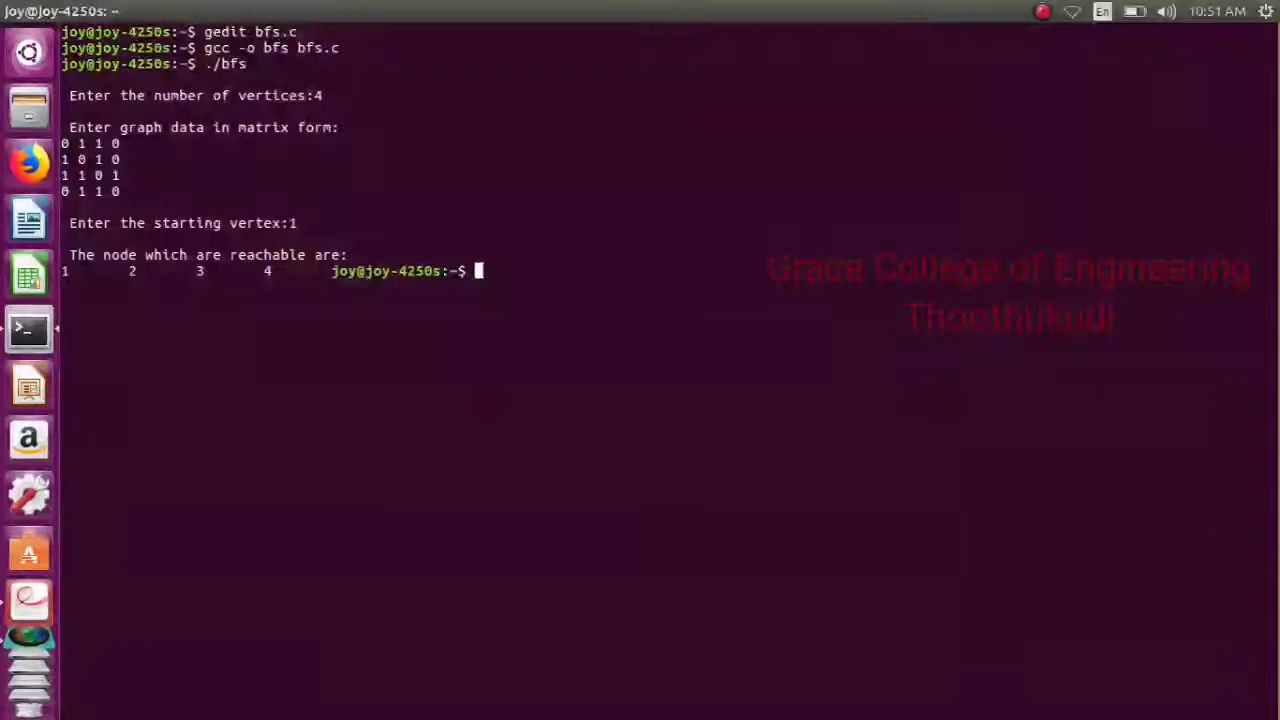 joy@joy-4250s: ~
En
10:51 AM
joy@joy-4250s:~$ gedit bfs.c
joy@joy-4250s:~$ gcc -o bfs bfs.c
joy@joy-4250s:~$ ./bfs
Enter the number of vertices:4
Enter graph data in matrix form:
0 1 1 0
1 0 1 0
1 1 0 1
0 1 1 0
Enter the starting vertex:1
The node which are reachable are:
1 2 3 4 joy@joy-4250s:~$
Grace College of Engineering
Thoothukudi